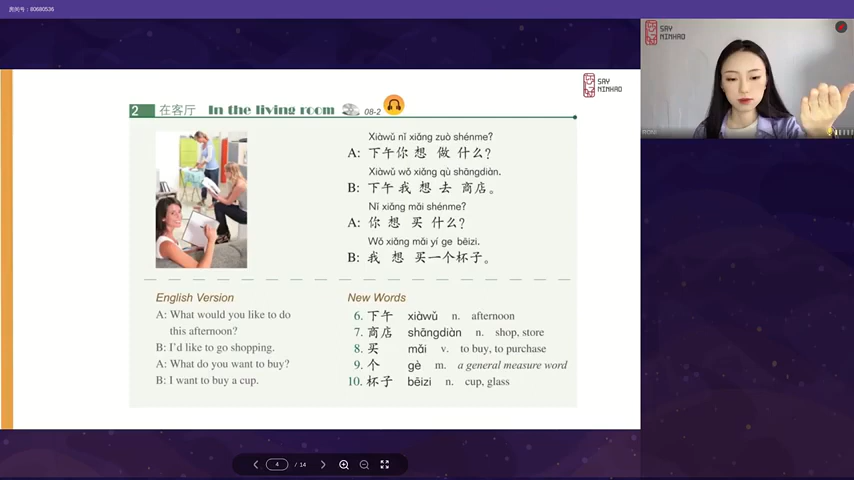 房间号：80680536
SAY
NINHAO
SAY
NINHAO
2 在客厅 In the living room 08-2
Xiàwǔ nǐ xiǎng zuò shénme?
A: 下午你 想 做 什么?
Xiàwǔ wǒ xiǎng qù shāngdiàn.
B: 下午 我 想 去 商店。
Nǐ xiǎng mǎi shénme?
A: 你 想 买 什么?
Wǒ xiǎng mǎi yí ge bēizi.
B: 我 想 买一个杯子。
English Version
A: What would you like to do
this afternoon?
B: I'd like to go shopping.
A: What do you want to buy?
B: I want to buy a cup.
New Words
6. 下午 xiàwǔ n. afternoon
7. 商店 shāngdiàn n. shop, store
8. 买 mǎi v. to buy, to purchase
9. 个 gè m. a general measure word
10. 杯子 bēizi n. cup, glass
4 / 14